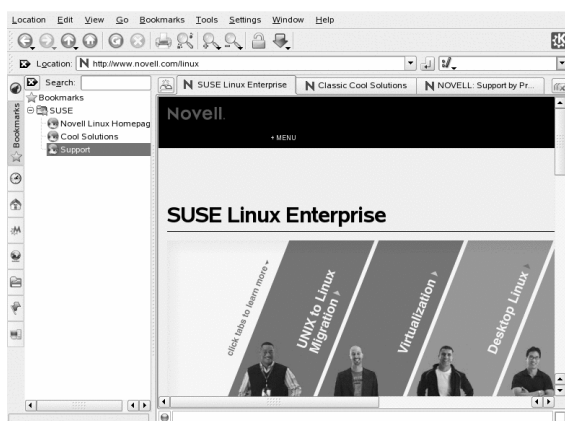 Location Edit View Go Bookmarks Tools Settings Window Help
Location: N http://www.novell.com/linux
Search:
N SUSE Linux Enterprise
N Classic Cool Solutions
N NOVELL: Support by Pr...
Bookmarks
Bookmarks
SUSE
Novell Linux Homepag
Cool Solutions
Support
Novell.
+ MENU
SUSE Linux Enterprise
click tabs to learn more
UNIX to Linux
Migration
Virtualization
Desktop Linux